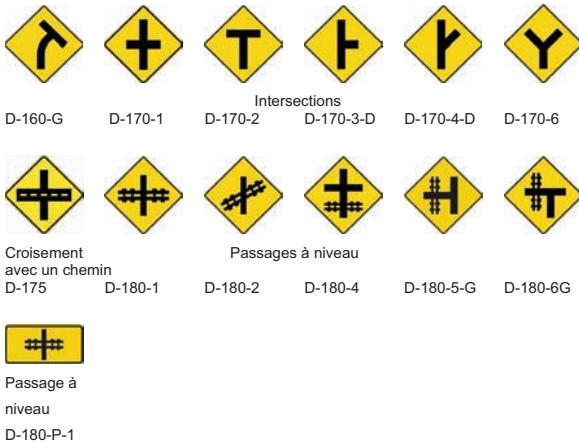 Intersections
D-160-G D-170-1 D-170-2 D-170-3-D D-170-4-D D-170-6
Croisement Passages à niveau
avec un chemin
D-175 D-180-1 D-180-2 D-180-4 D-180-5-G D-180-6G
Passage à
niveau
D-180-P-1